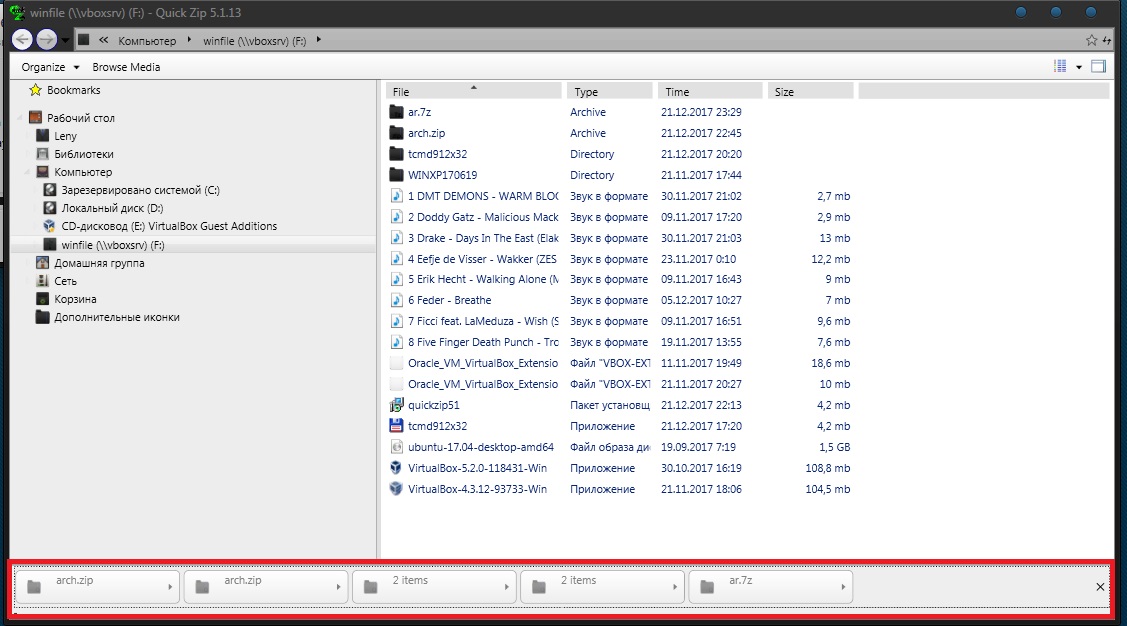 winfile (\\vboxsrv) (F:) - Quick Zip 5.1.13
Компьютер winfile (\\vboxsrv) (F:)
Organize Browse Media
Bookmarks
Рабочий стол
Leny
Библиотеки
Компьютер
Зарезервировано системой (C:)
Локальный диск (D:)
CD-дисковод (E:) VirtualBox Guest Additions
winfile (\\vboxsrv) (F:)
Домашняя группа
Сеть
Корзина
Дополнительные иконки
File Type Time Size
ar.7z Archive 21.12.2017 23:29
arch.zip Archive 21.12.2017 22:45
tcmd912x32 Directory 21.12.2017 20:20
WINXP170619 Directory 21.11.2017 17:44
1 DMT DEMONS - WARM BLOC Звук в формате 30.11.2017 21:02 2,7 mb
2 Doddy Gatz - Malicious Mack Звук в формате 09.11.2017 17:20 2,9 mb
3 Drake - Days In The East (Elak Звук в формате 30.11.2017 21:03 13 mb
4 Eefje de Visser - Wakker (ZES Звук в формате 23.11.2017 0:10 12,2 mb
5 Erik Hecht - Walking Alone (M Звук в формате 09.11.2017 16:43 9 mb
6 Feder - Breathe Звук в формате 05.12.2017 10:27 7 mb
7 Ficci feat. LaMeduza - Wish (S Звук в формате 09.11.2017 16:51 9,6 mb
8 Five Finger Death Punch - Tro Звук в формате 19.11.2017 13:55 7,6 mb
Oracle_VM_VirtualBox_Extensio Файл "VBOX-EXT 11.11.2017 19:49 18,6 mb
Oracle_VM_VirtualBox_Extensio Файл "VBOX-EXT 21.11.2017 20:27 10 mb
quickzip51 Пакет установщ 21.12.2017 22:13 4,2 mb
tcmd912x32 Приложение 21.12.2017 17:20 4,2 mb
ubuntu-17.04-desktop-amd64 Файл образа ди 19.09.2017 7:19 1,5 GB
VirtualBox-5.2.0-118431-Win Приложение 30.10.2017 16:19 108,8 mb
VirtualBox-4.3.12-93733-Win Приложение 21.11.2017 18:06 104,5 mb
arch.zip arch.zip 2 items 2 items ar.7z